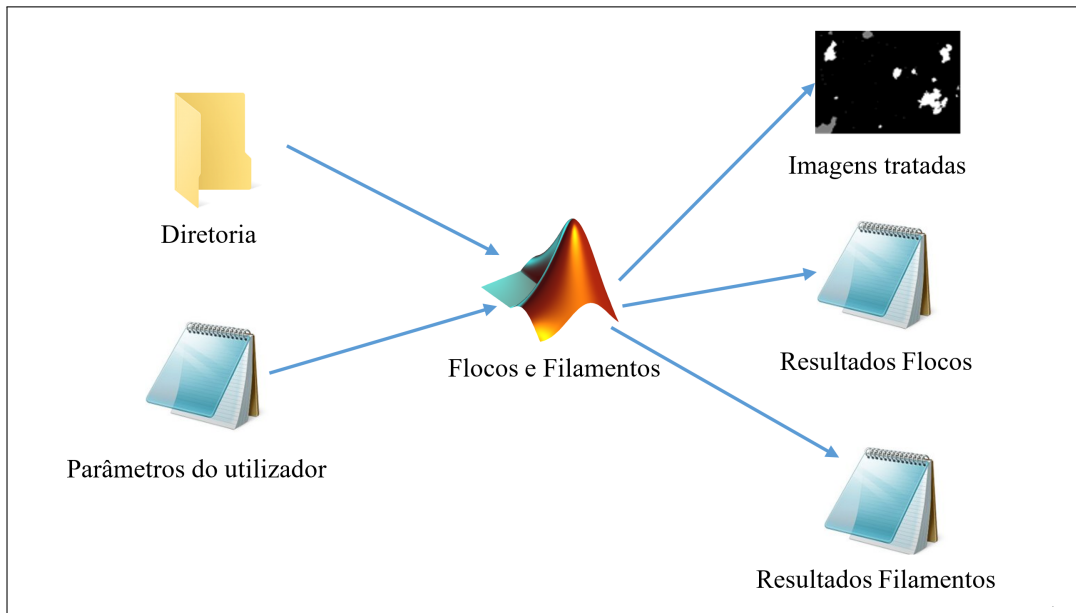 Imagens tratadas
Diretoria
Flocos e Filamentos
Resultados Flocos
Parâmetros do utilizador
Resultados Filamentos